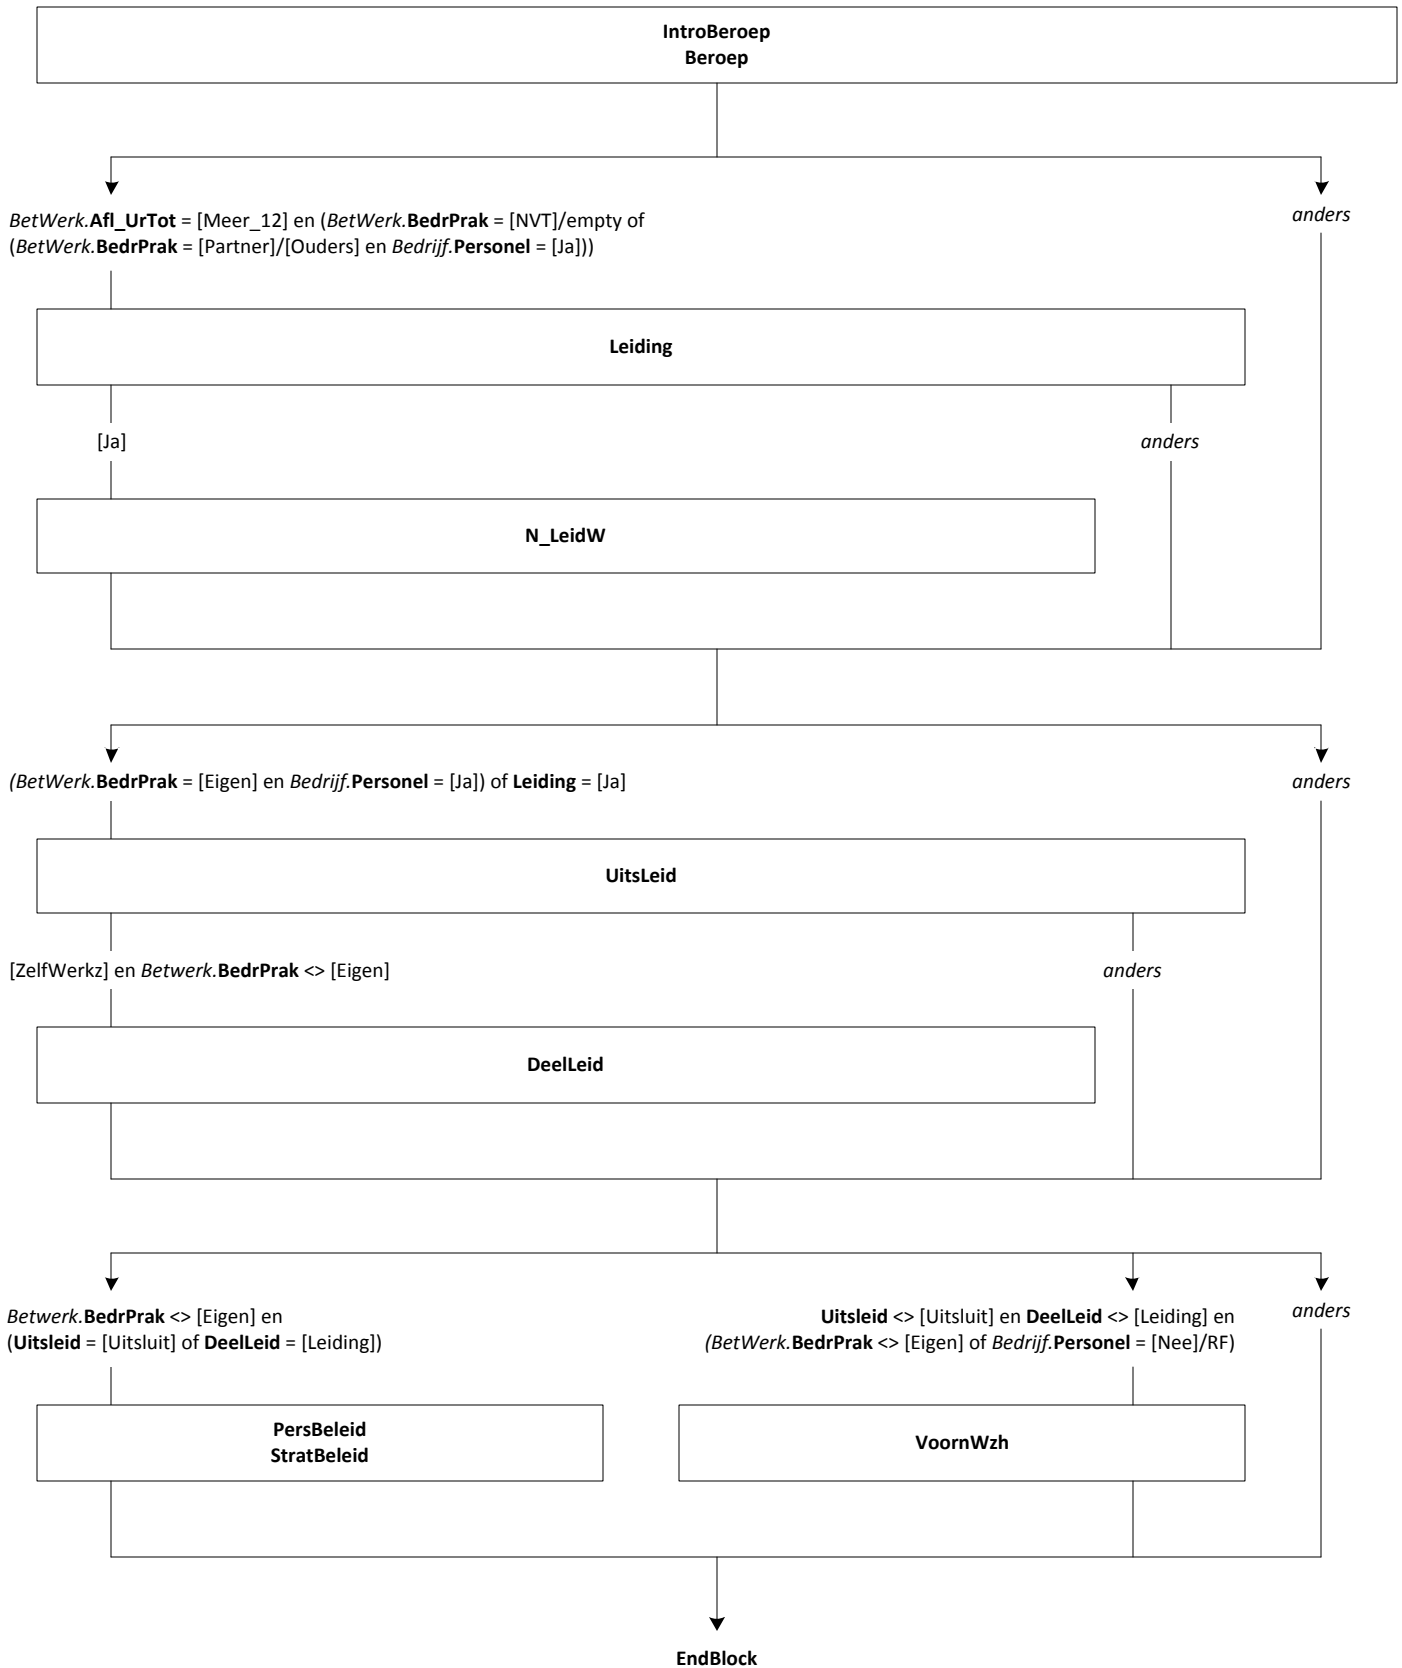 IntroBeroep
Beroep
BetWerk.Afl_UrTot = [Meer_12] en (BetWerk.BedrPrak = [NVT]/empty of
(BetWerk.BedrPrak = [Partner]/[Ouders] en Bedrijf.Personel = [Ja]))
anders
Leiding
[Ja]
anders
N_LeidW
(BetWerk.BedrPrak = [Eigen] en Bedrijf.Personel = [Ja]) of Leiding = [Ja]
anders
UitsLeid
[ZelfWerkz] en Betwerk.BedrPrak <> [Eigen]
anders
DeelLeid
Betwerk.BedrPrak <> [Eigen] en
(Uitsleid = [Uitsluit] of DeelLeid = [Leiding])
Uitsleid <> [Uitsluit] en DeelLeid <> [Leiding] en
(BetWerk.BedrPrak <> [Eigen] of Bedrijf.Personel = [Nee]/RF)
anders
PersBeleid
StratBeleid
VoornWzh
EndBlock